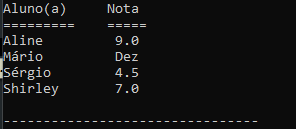 Aluno(a)     Nota
=========    =====
Aline         9.0
Mário         Dez
Sérgio        4.5
Shirley       7.0
--------------------------------